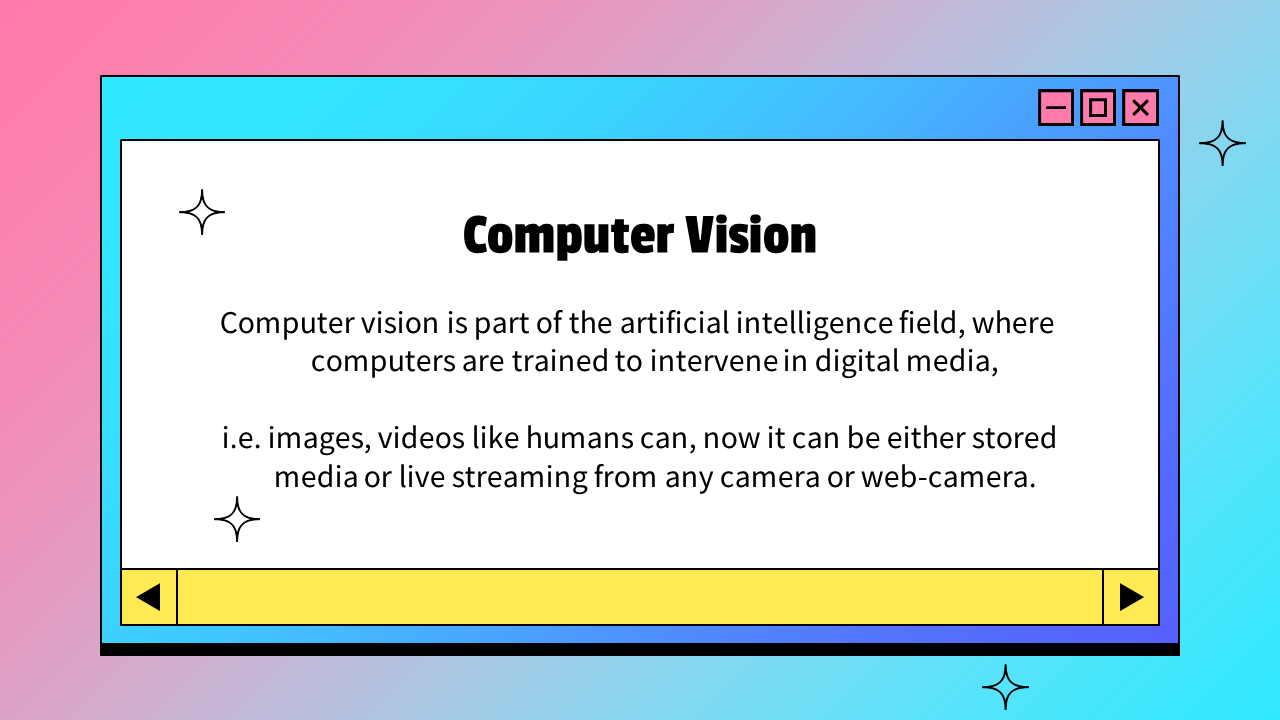 Computer Vision
Computer vision is part of the artificial intelligence field, where
computers are trained to intervene in digital media,
i.e. images, videos like humans can, now it can be either stored
media or live streaming from any camera or web-camera.